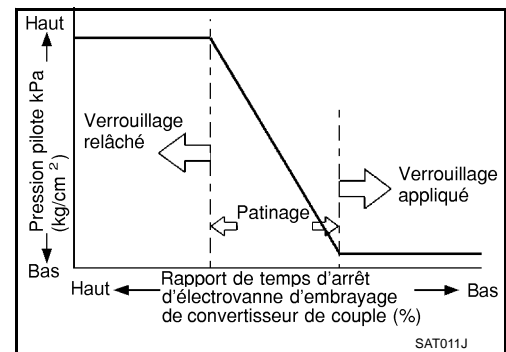 Haut
Pression pilote kPa
(kg/cm²)
Bas
Verrouillage
relâché
Patinage
Verrouillage
appliqué
Haut
Rapport de temps d'arrêt
d'électrovanne d'embrayage
de convertisseur de couple (%)
Bas
SAT011J